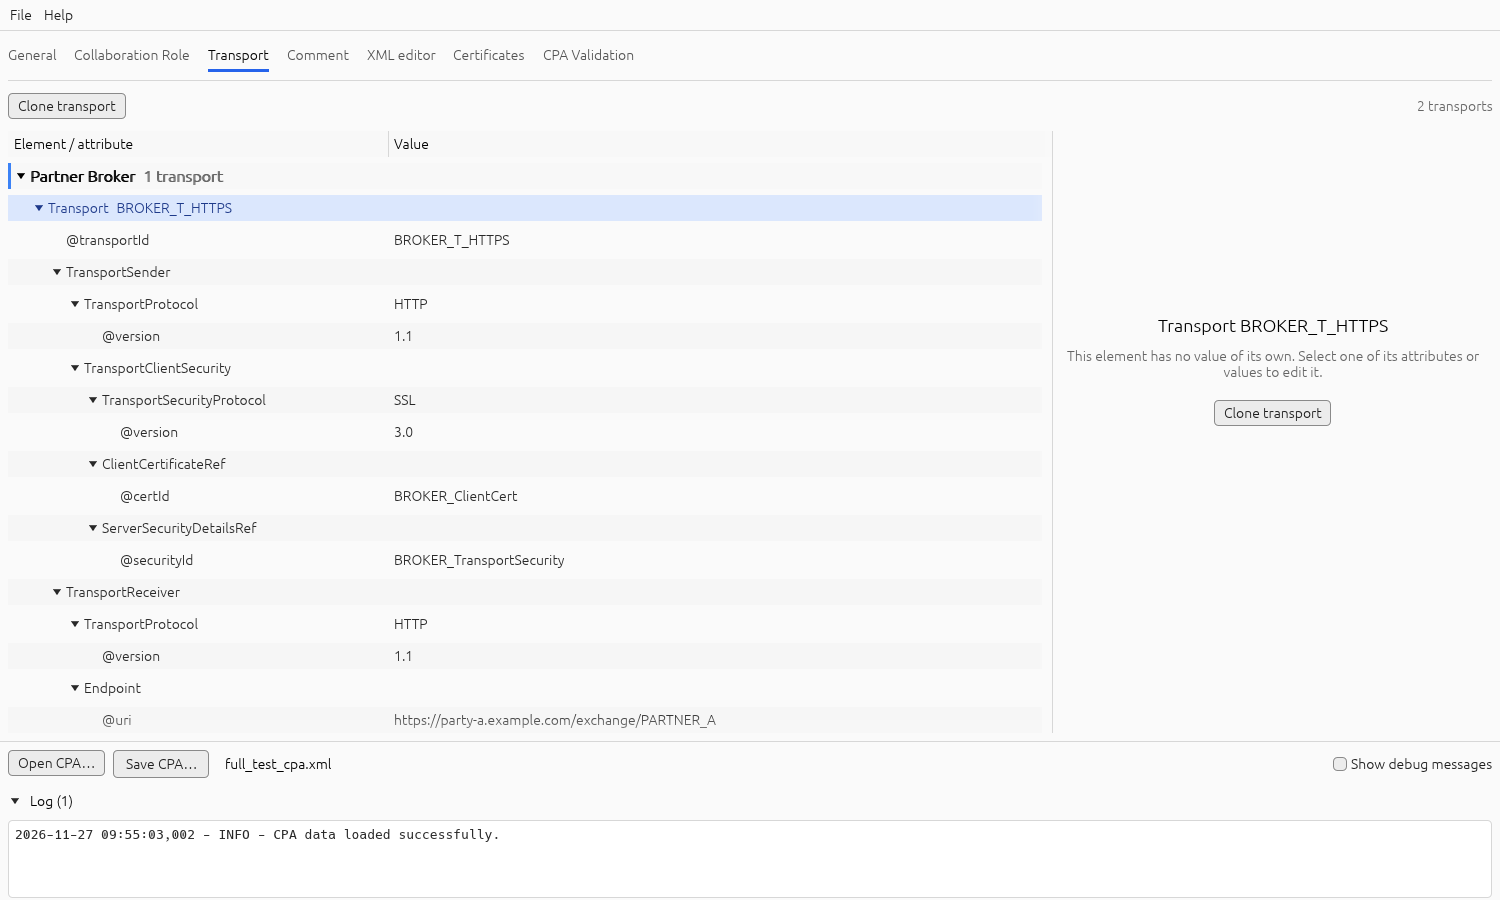 File Help
General Collaboration Role Transport Comment XML editor Certificates CPA Validation
Clone transport 2 transports
Element / attribute Value
Partner Broker 1 transport
Transport BROKER_T_HTTPS
@transportId BROKER_T_HTTPS
TransportSender
TransportProtocol HTTP
@version 1.1
TransportClientSecurity
TransportSecurityProtocol SSL
@version 3.0
ClientCertificateRef
@certId BROKER_ClientCert
ServerSecurityDetailsRef
@securityId BROKER_TransportSecurity
TransportReceiver
TransportProtocol HTTP
@version 1.1
Endpoint
@uri https://party-a.example.com/exchange/PARTNER_A
Transport BROKER_T_HTTPS
This element has no value of its own. Select one of its attributes or
values to edit it.
Clone transport
Open CPA... Save CPA... full_test_cpa.xml Show debug messages
Log (1)
2026-11-27 09:55:03,002 - INFO - CPA data loaded successfully.